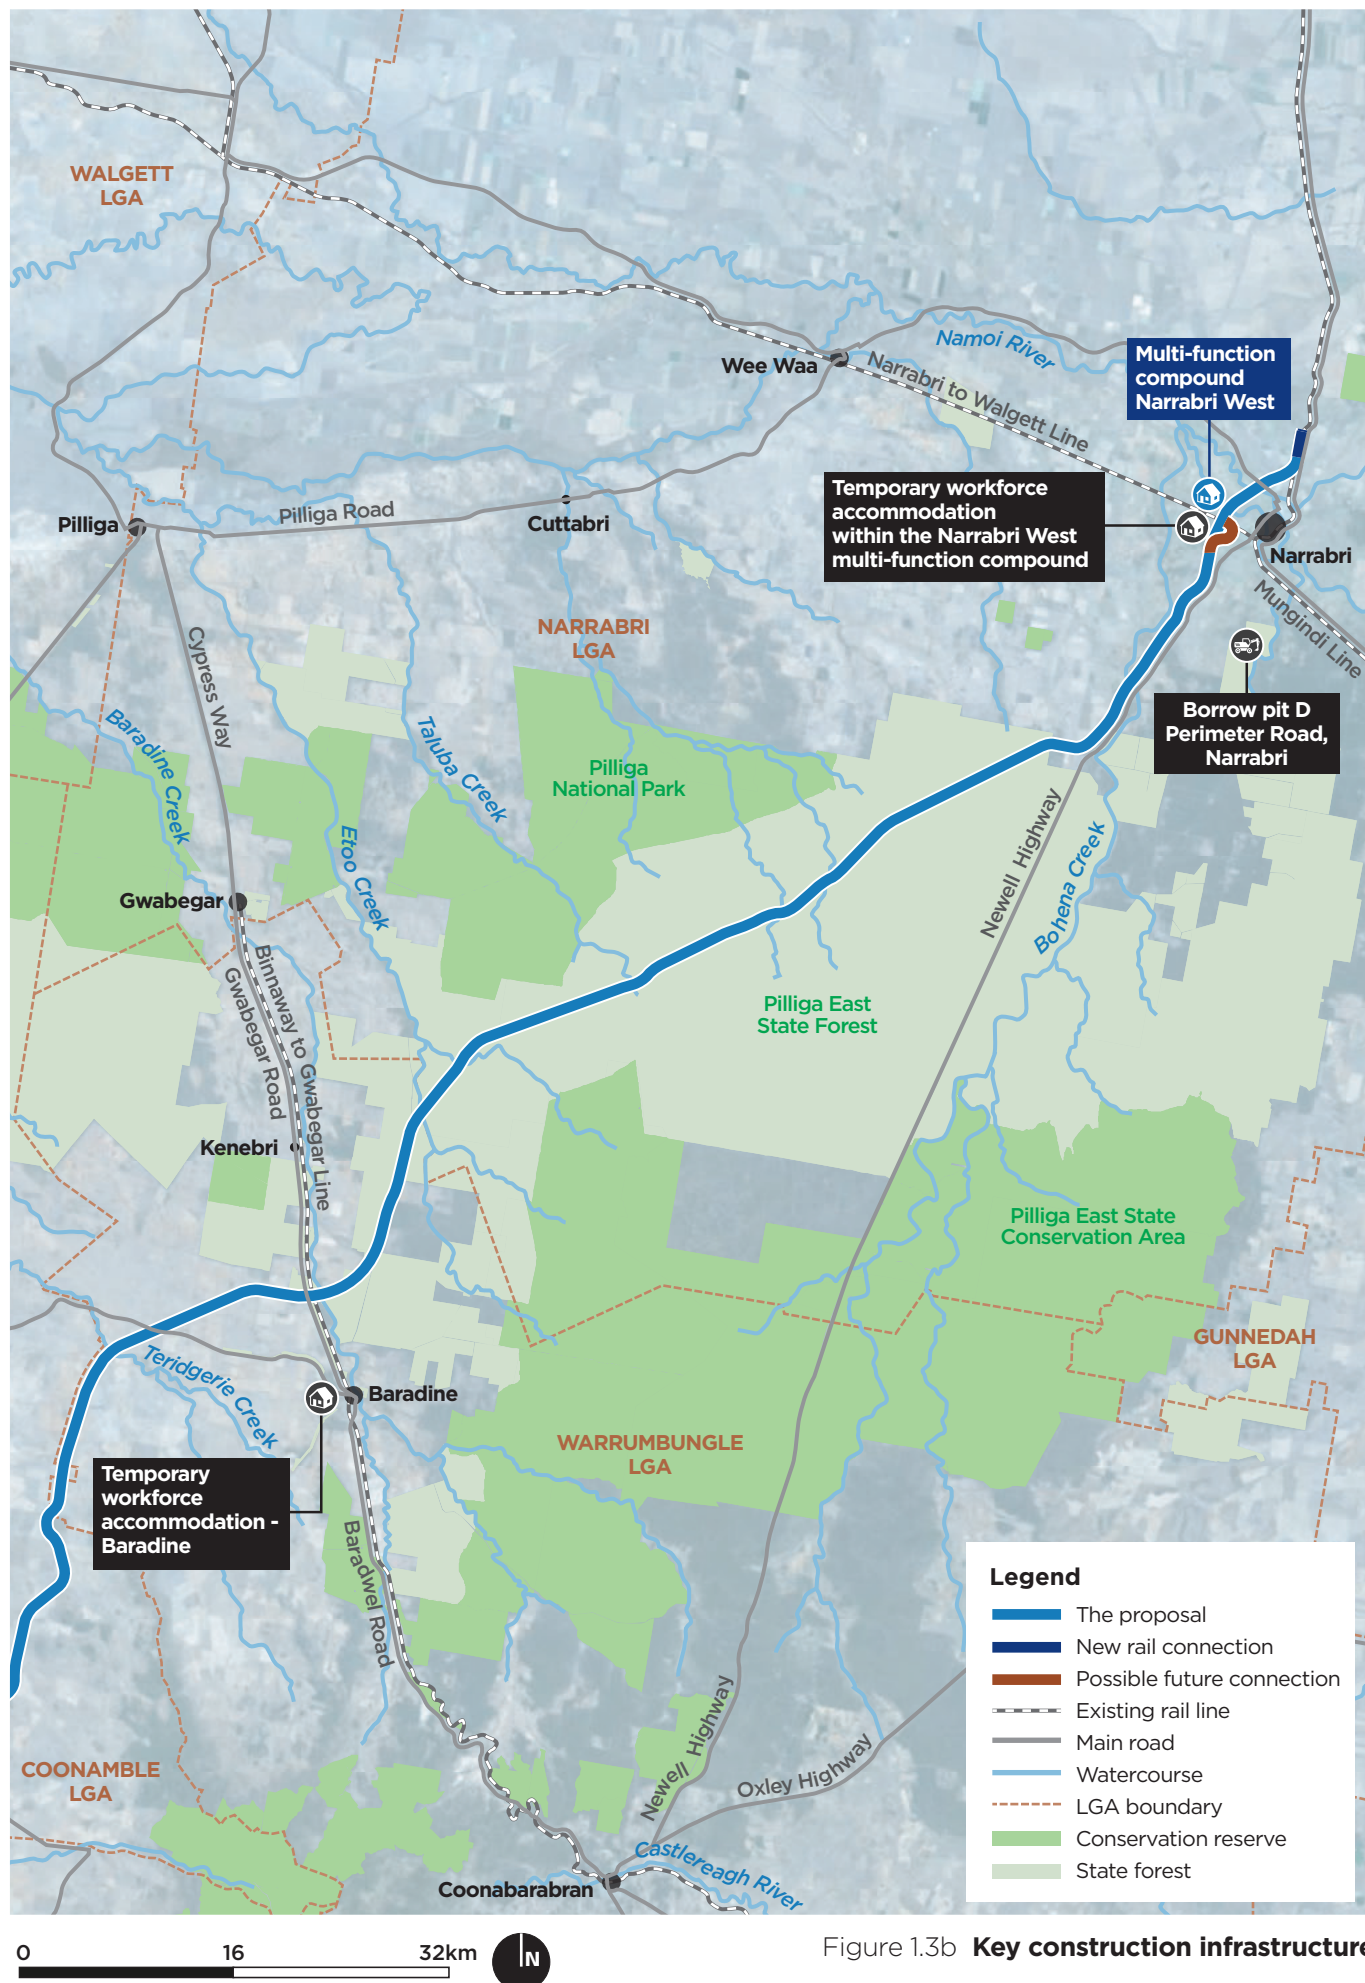 WALGETT
LGA
Wee Waa
Namoi River
Narrabri to Walgett Line
Multi-function
compound
Narrabri West
Temporary workforce
accommodation
within the Narrabri West
multi-function compound
Pilliga
Pilliga Road
Cuttabri
Narrabri
Mungindi Line
NARRABRI
LGA
Cypress Way
Borrow pit D
Perimeter Road,
Narrabri
Baradine Creek
Taluba Creek
Pilliga
National Park
Etoo Creek
Newell Highway
Bohena Creek
Gwabegar
Binnaway to Gwabegar Line
Gwabegar Road
Pilliga East
State Forest
Kenebri
Pilliga East State
Conservation Area
GUNNEDAH
LGA
Teridgerie Creek
Baradine
WARRUMBUNGLE
LGA
Temporary
workforce
accommodation -
Baradine
Baradwel Road
Newell Highway
Oxley Highway
COONAMBLE
LGA
Castlereagh River
Coonabarabran
Legend
The proposal
New rail connection
Possible future connection
Existing rail line
Main road
Watercourse
LGA boundary
Conservation reserve
State forest
0 16 32km
N
Figure 1.3b Key construction infrastructure